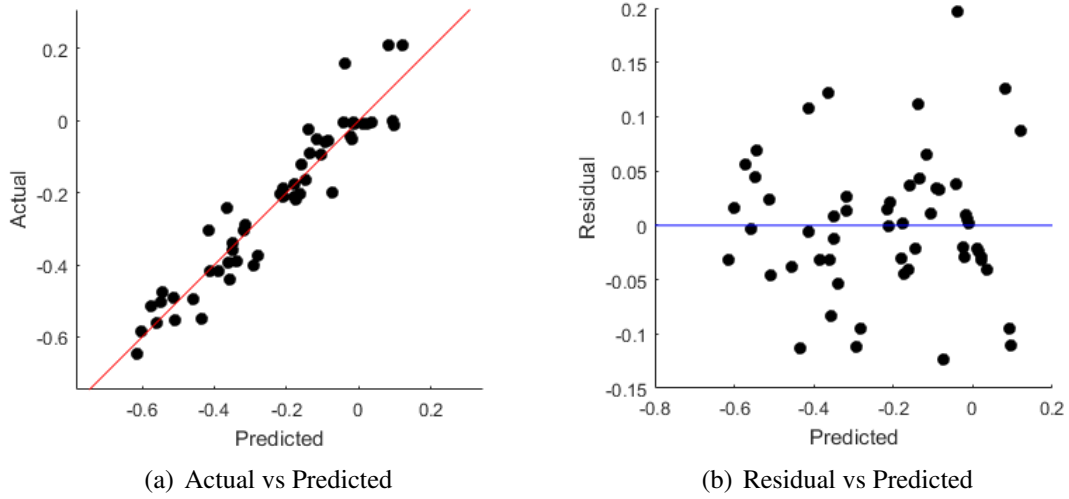 0.2
0
-0.2
-0.4
-0.6
Actual
-0.6 -0.4 -0.2 0 0.2
Predicted
(a) Actual vs Predicted
0.2
0.15
0.1
0.05
0
-0.05
-0.1
-0.15
Residual
-0.8 -0.6 -0.4 -0.2 0 0.2
Predicted
(b) Residual vs Predicted